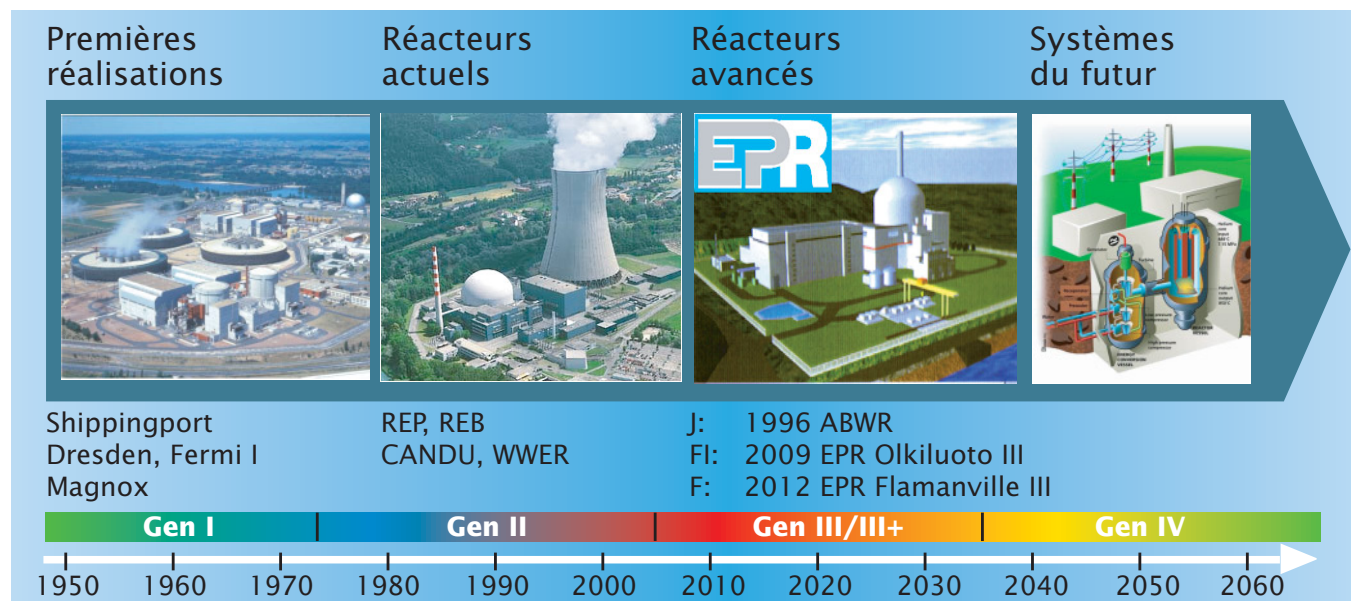 Premières
réalisations
Réacteurs
actuels
Réacteurs
avancés
Systèmes
du futur
EPR
Shippingport
Dresden, Fermi I
Magnox
REP, REB
CANDU, WWER
J: 1996 ABWR
FI: 2009 EPR Olkiluoto III
F: 2012 EPR Flamanville III
Gen I
Gen II
Gen III/III+
Gen IV
1950 1960 1970 1980 1990 2000 2010 2020 2030 2040 2050 2060